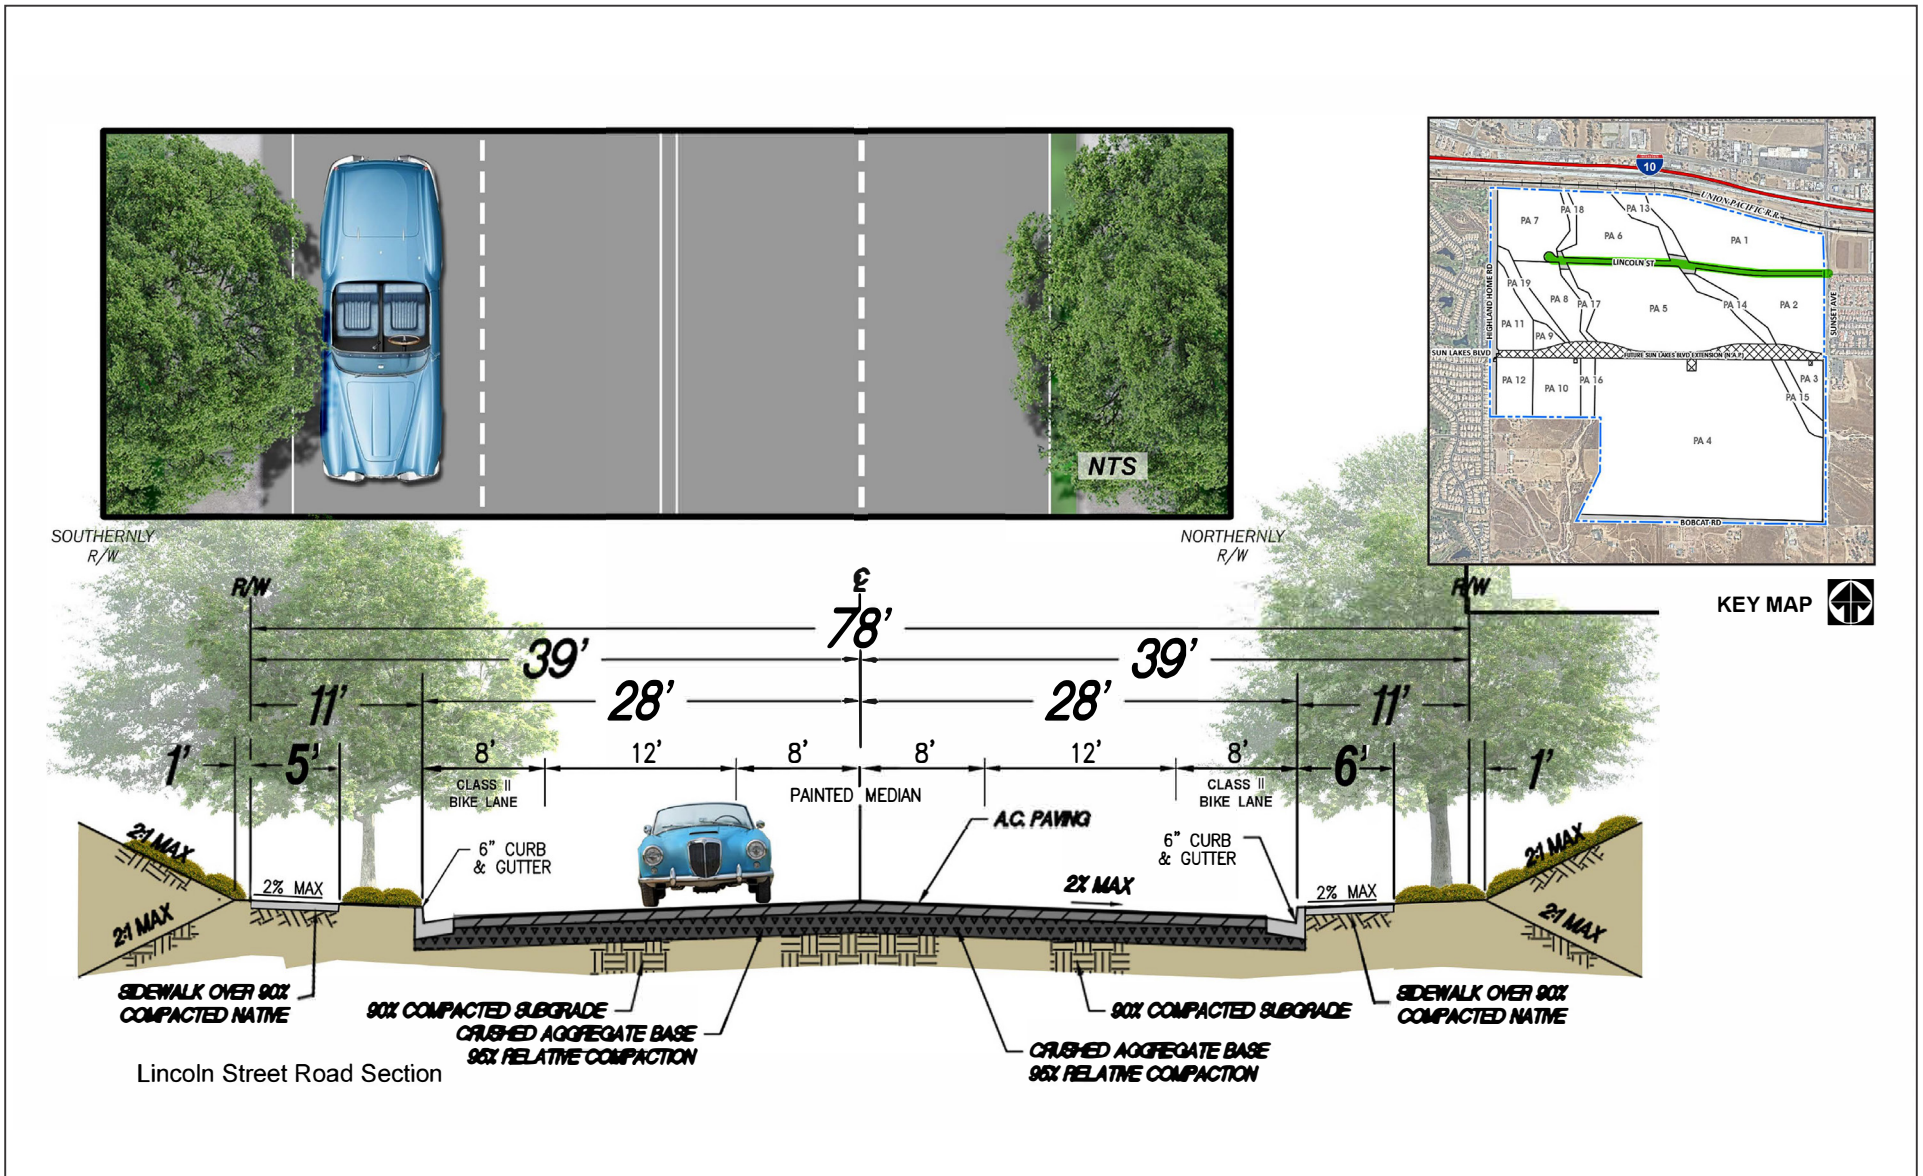 NTS
SOUTHERNLY
R/W
NORTHERNLY
R/W
10
UNION PACIFIC R.R.
PA 7
PA 18
PA 13
PA 6
PA 1
LINCOLN ST
HIGHLAND HOME RD
PA 19
PA 8
PA 17
PA 5
PA 14
PA 2
SUNSET AVE
PA 11
PA 9
SUN LAKES BLVD
FUTURE SUN LAKES BLVD EXTENSION (N.A.P.)
PA 12
PA 10
PA 16
PA 3
PA 15
PA 4
BOBCAT RD
KEY MAP
R/W
℄
R/W
78'
39'
39'
11'
28'
28'
11'
1'
5'
8'
12'
8'
8'
12'
8'
6'
1'
CLASS II
BIKE LANE
PAINTED MEDIAN
CLASS II
BIKE LANE
A.C. PAVING
6" CURB
& GUTTER
6" CURB
& GUTTER
2:1 MAX
2% MAX
2% MAX
2% MAX
2:1 MAX
2:1 MAX
2:1 MAX
SIDEWALK OVER 90%
COMPACTED NATIVE
90% COMPACTED SUBGRADE
CRUSHED AGGREGATE BASE
95% RELATIVE COMPACTION
90% COMPACTED SUBGRADE
CRUSHED AGGREGATE BASE
95% RELATIVE COMPACTION
SIDEWALK OVER 90%
COMPACTED NATIVE
Lincoln Street Road Section